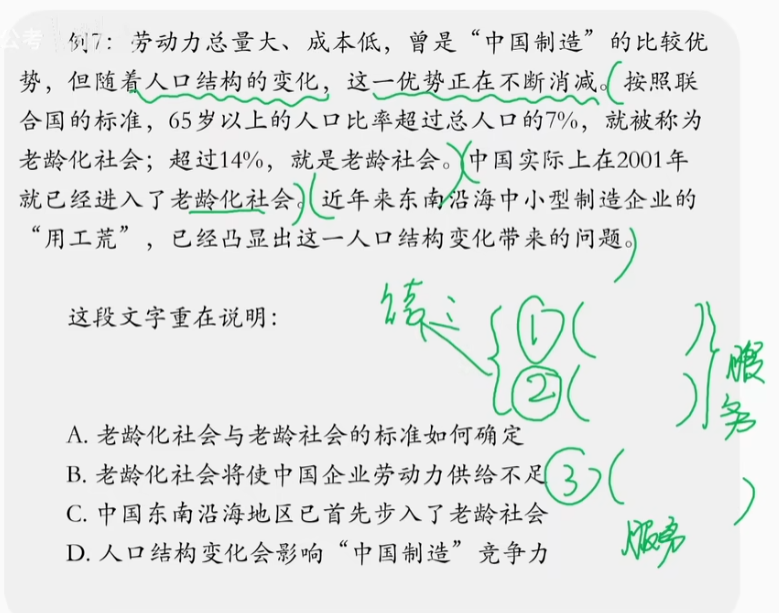 公考
例7：劳动力总量大、成本低，曾是“中国制造”的比较优
势，但随着人口结构的变化，这一优势正在不断消减。(按照联
合国的标准，65岁以上的人口比率超过总人口的7%，就被称为
老龄化社会；超过14%，就是老龄社会。)(中国实际上在2001年
就已经进入了老龄化社会。)(近年来东南沿海中小型制造企业的
“用工荒”，已经凸显出这一人口结构变化带来的问题。)
这段文字重在说明：
①( )
②( )
服务
A. 老龄化社会与老龄社会的标准如何确定
B. 老龄化社会将使中国企业劳动力供给不足
③( )
C. 中国东南沿海地区已首先步入了老龄社会
服务
D. 人口结构变化会影响“中国制造”竞争力